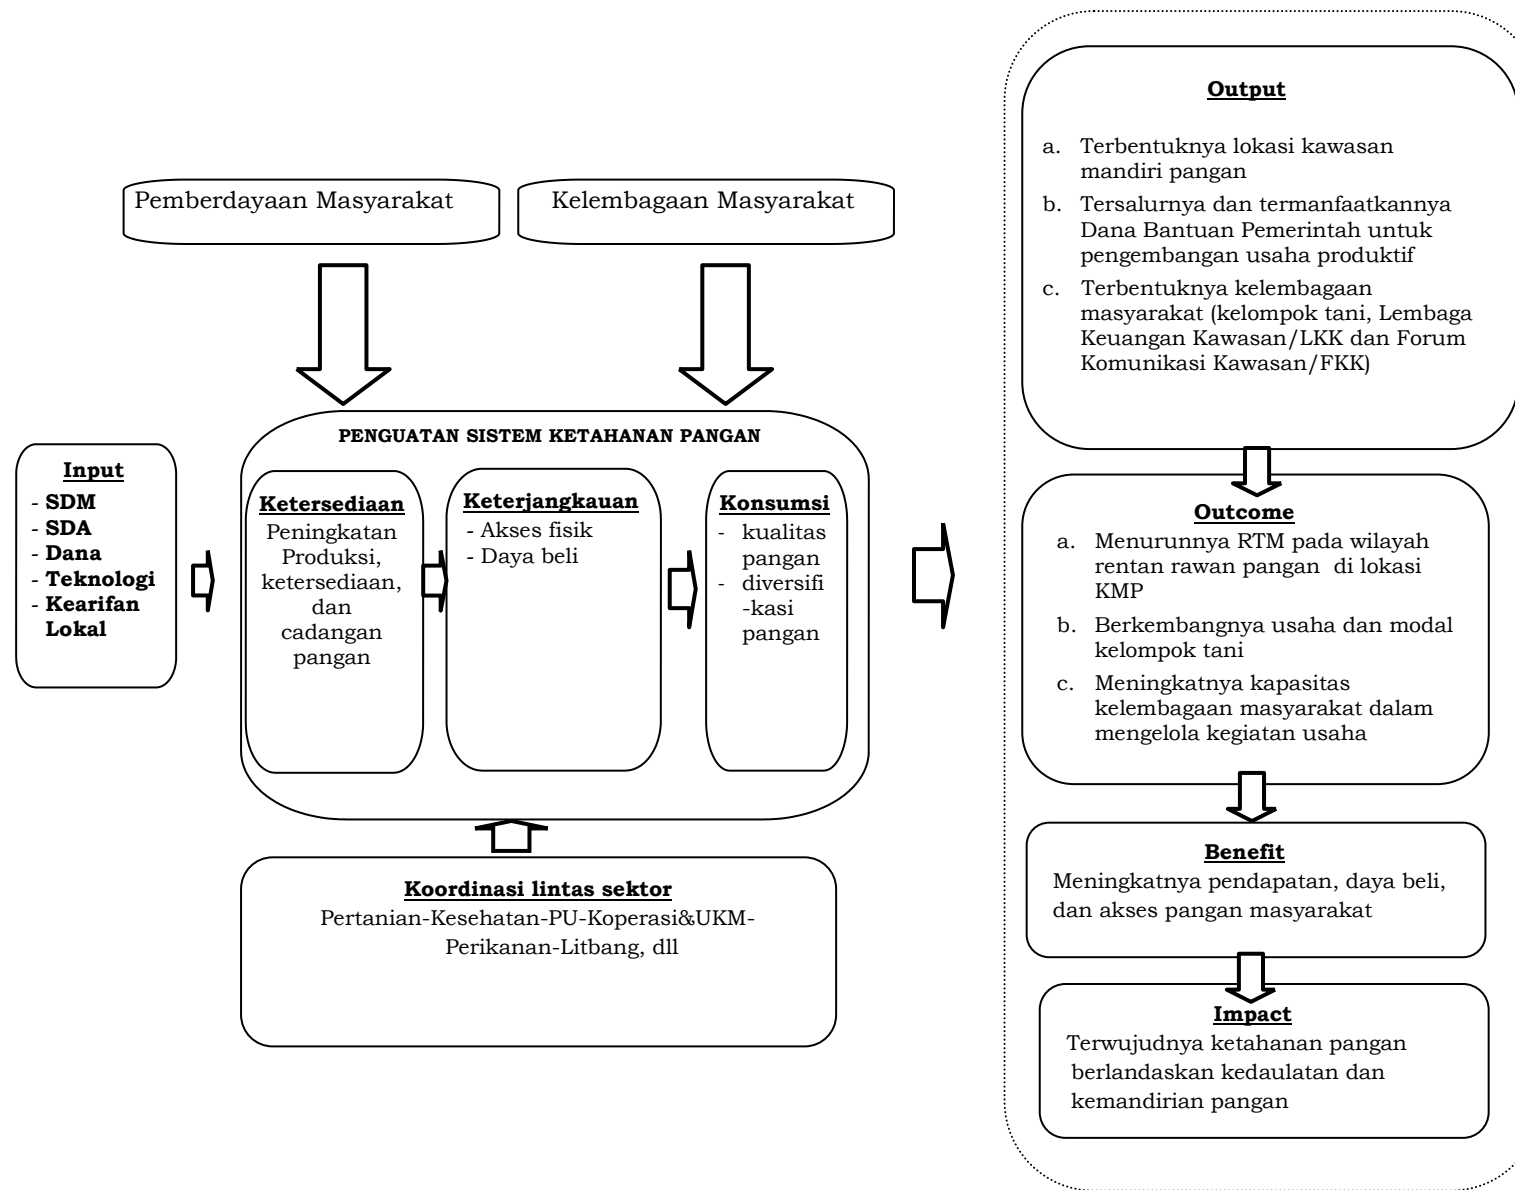 Pemberdayaan Masyarakat
Kelembagaan Masyarakat
Input
- SDM
- SDA
- Dana
- Teknologi
- Kearifan
Lokal
PENGUATAN SISTEM KETAHANAN PANGAN
Ketersediaan
Peningkatan
Produksi,
ketersediaan,
dan
cadangan
pangan
Keterjangkauan
- Akses fisik
- Daya beli
Konsumsi
- kualitas
pangan
- diversifi
-kasi
pangan
Koordinasi lintas sektor
Pertanian-Kesehatan-PU-Koperasi&UKM-
Perikanan-Litbang, dll
Output
a. Terbentuknya lokasi kawasan
mandiri pangan
b. Tersalurnya dan termanfaatkannya
Dana Bantuan Pemerintah untuk
pengembangan usaha produktif
c. Terbentuknya kelembagaan
masyarakat (kelompok tani, Lembaga
Keuangan Kawasan/LKK dan Forum
Komunikasi Kawasan/FKK)
Outcome
a. Menurunnya RTM pada wilayah
rentan rawan pangan di lokasi
KMP
b. Berkembangnya usaha dan modal
kelompok tani
c. Meningkatnya kapasitas
kelembagaan masyarakat dalam
mengelola kegiatan usaha
Benefit
Meningkatnya pendapatan, daya beli,
dan akses pangan masyarakat
Impact
Terwujudnya ketahanan pangan
berlandaskan kedaulatan dan
kemandirian pangan